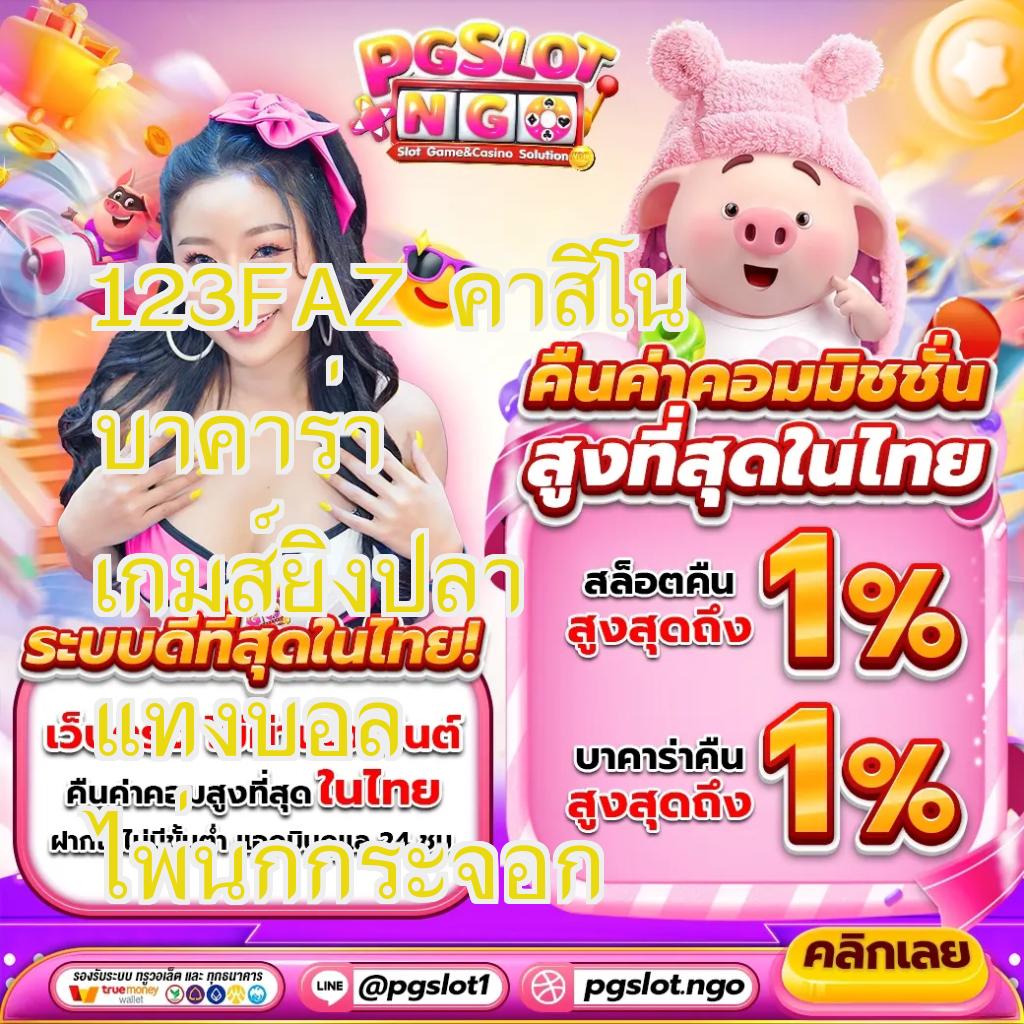 PGSLOT
NGO
Slot Game&Casino Solution
123FAZ คาสิโน
บาคาร่า
เกมส์ยิงปลา
แทงบอล
ไพ่นกกระจอก
คืนค่าคอมมิชชั่น
สูงที่สุดในไทย
สล็อตคืน
สูงสุดถึง
1%
บาคาร่าคืน
สูงสุดถึง
1%
ระบบดีที่สุดในไทย!
คืนค่าคอมสูงที่สุด ในไทย
24 ชม.
คลิกเลย
รองรับระบบ ทรูวอเล็ต และ ทุกธนาคาร
truemoney
wallet
LINE @pgslot1
pgslot.ngo